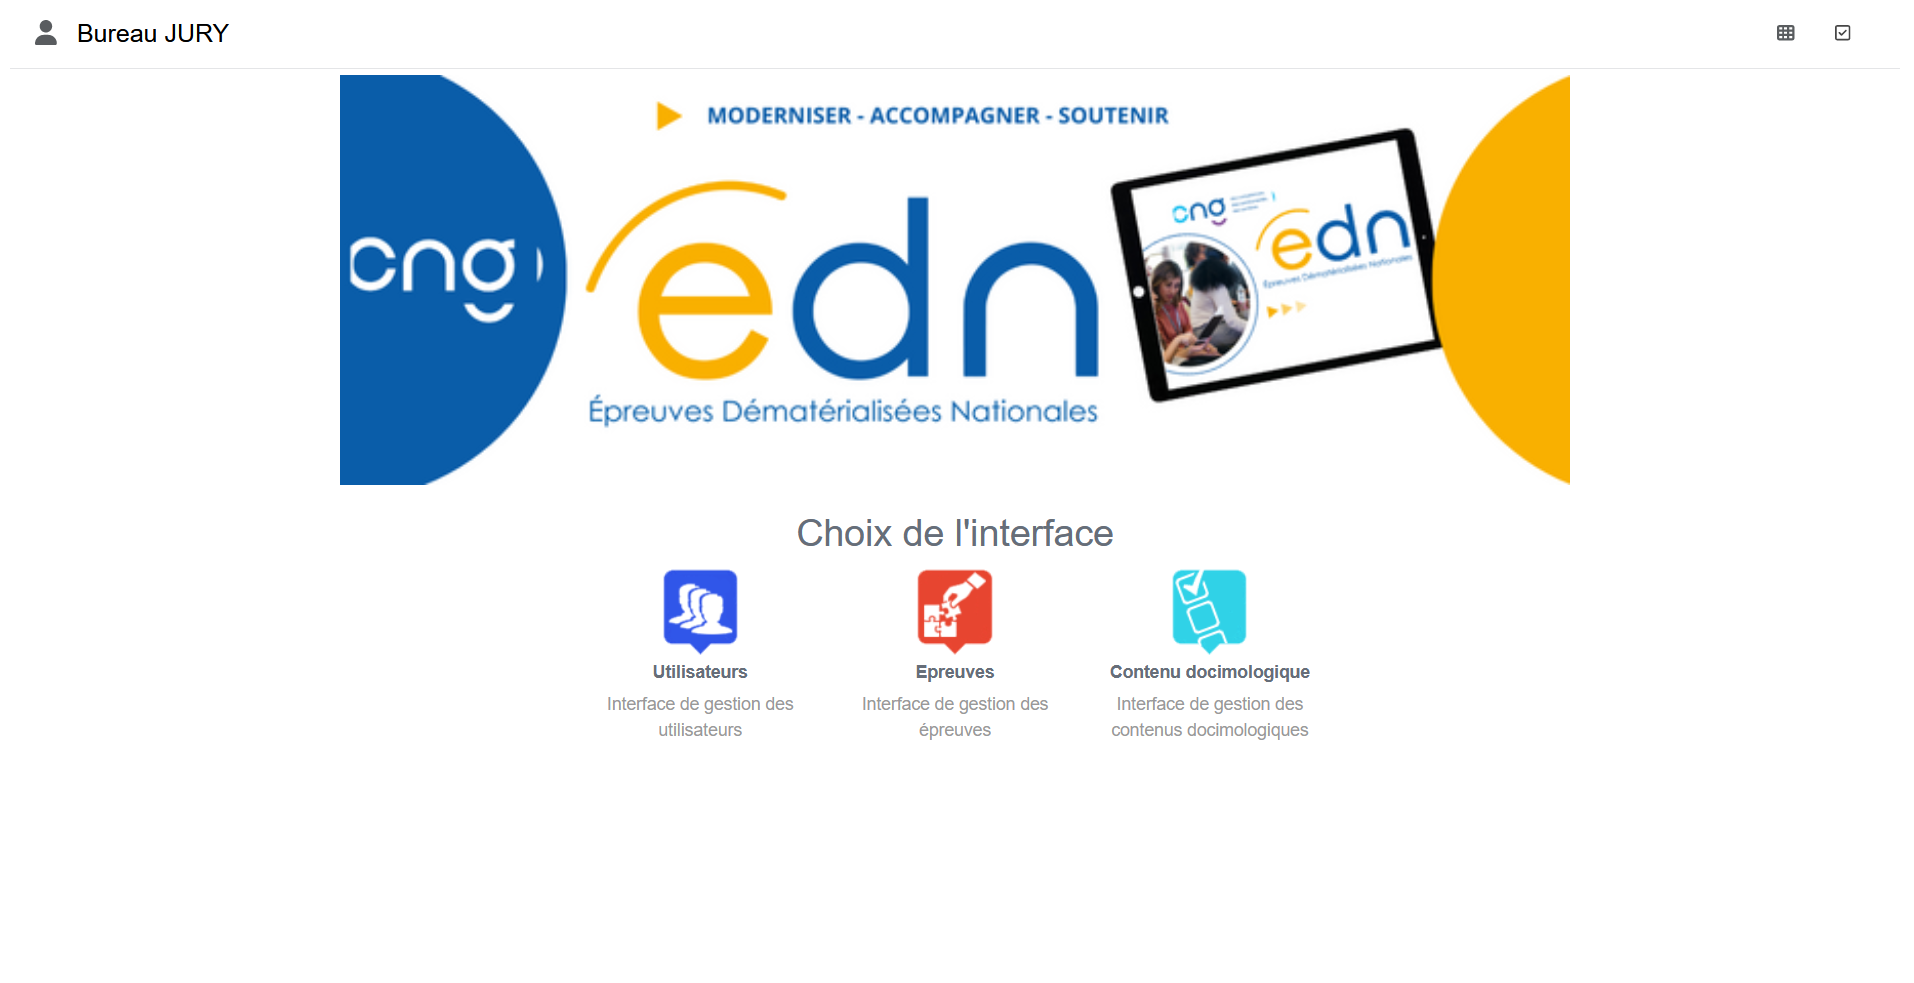 Bureau JURY
MODERNISER - ACCOMPAGNER - SOUTENIR
cng
edn
Épreuves Dématérialisées Nationales
cng
edn
Épreuves Dématérialisées Nationales
Choix de l'interface
Utilisateurs
Interface de gestion des
utilisateurs
Epreuves
Interface de gestion des
épreuves
Contenu docimologique
Interface de gestion des
contenus docimologiques